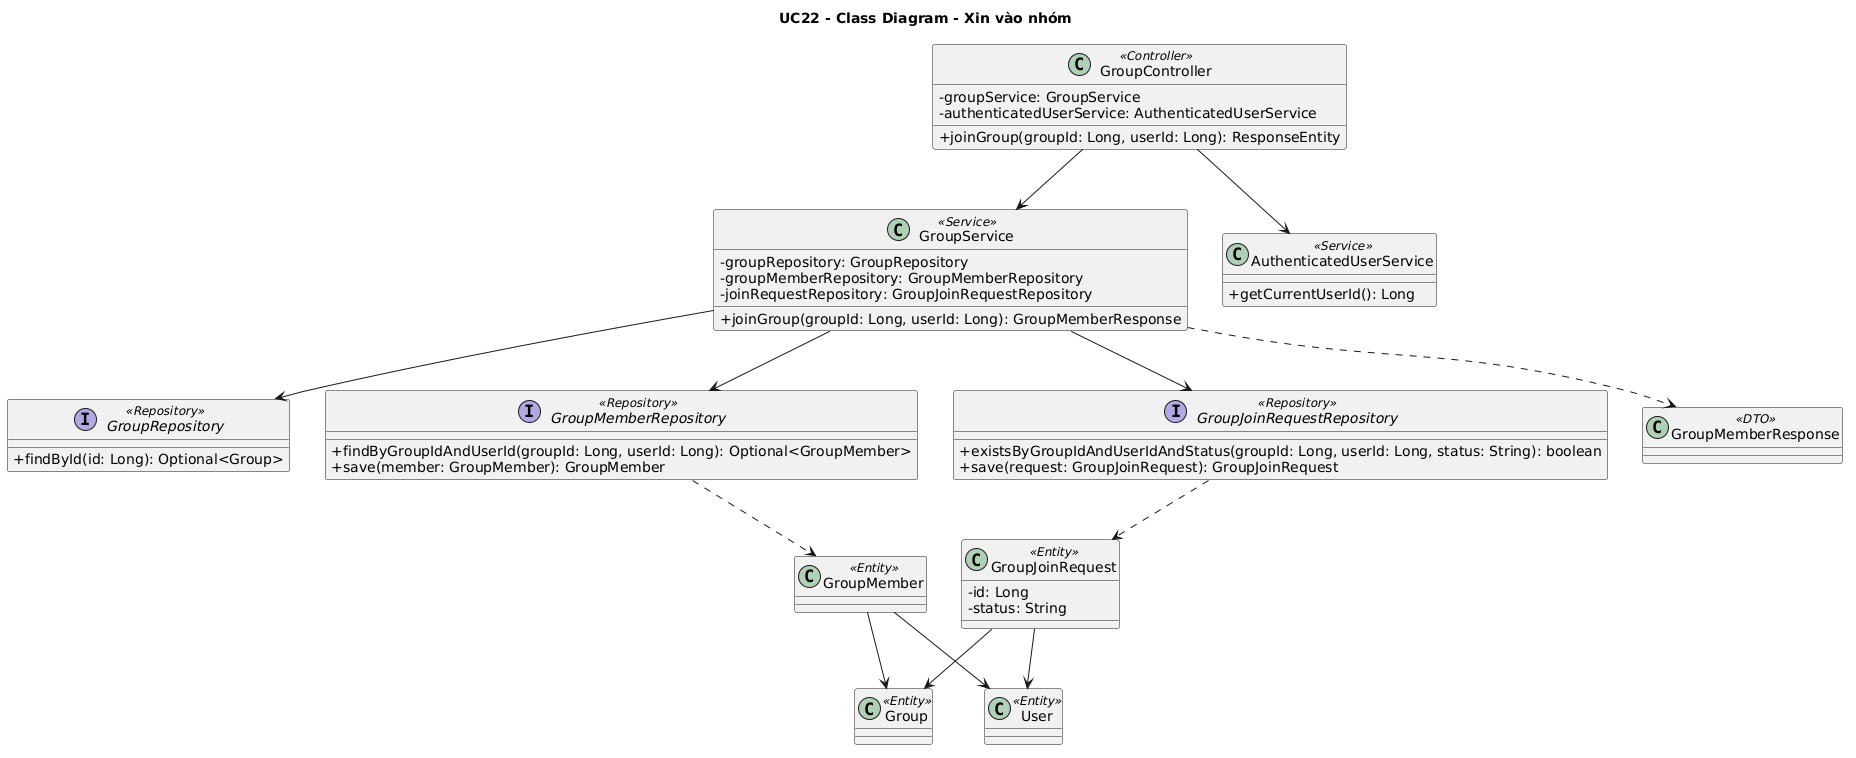 UC22 - Class Diagram - Xin vào nhóm
«Controller»
C GroupController
-groupService: GroupService
-authenticatedUserService: AuthenticatedUserService
+joinGroup(groupId: Long, userId: Long): ResponseEntity
«Service»
C GroupService
-groupRepository: GroupRepository
-groupMemberRepository: GroupMemberRepository
-joinRequestRepository: GroupJoinRequestRepository
+joinGroup(groupId: Long, userId: Long): GroupMemberResponse
«Service»
C AuthenticatedUserService
+getCurrentUserId(): Long
«Repository»
I GroupRepository
+findById(id: Long): Optional<Group>
«Repository»
I GroupMemberRepository
+findByGroupIdAndUserId(groupId: Long, userId: Long): Optional<GroupMember>
+save(member: GroupMember): GroupMember
«Repository»
I GroupJoinRequestRepository
+existsByGroupIdAndUserIdAndStatus(groupId: Long, userId: Long, status: String): boolean
+save(request: GroupJoinRequest): GroupJoinRequest
«DTO»
C GroupMemberResponse
«Entity»
C GroupMember
«Entity»
C GroupJoinRequest
-id: Long
-status: String
«Entity»
C Group
«Entity»
C User